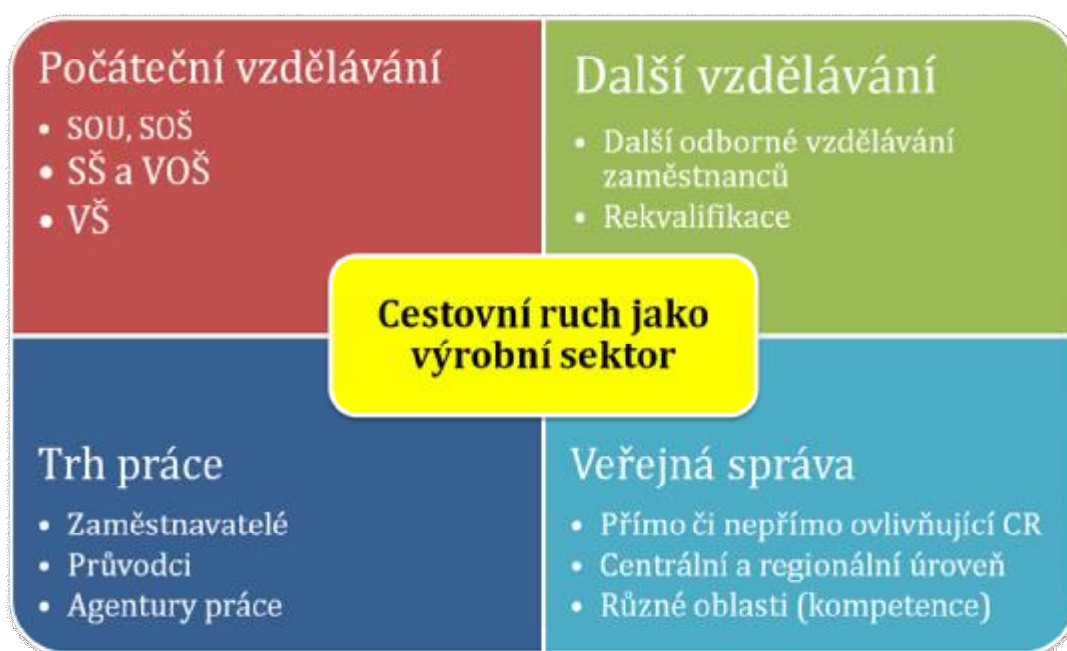 Počáteční vzdělávání
• SOU, SOŠ
• SŠ a VOŠ
• VŠ
Další vzdělávání
• Další odborné vzdělávání
zaměstnanců
• Rekvalifikace
Cestovní ruch jako
výrobní sektor
Trh práce
• Zaměstnavatelé
• Průvodci
• Agentury práce
Veřejná správa
• Přímo či nepřímo ovlivňující CR
• Centrální a regionální úroveň
• Různé oblasti (kompetence)